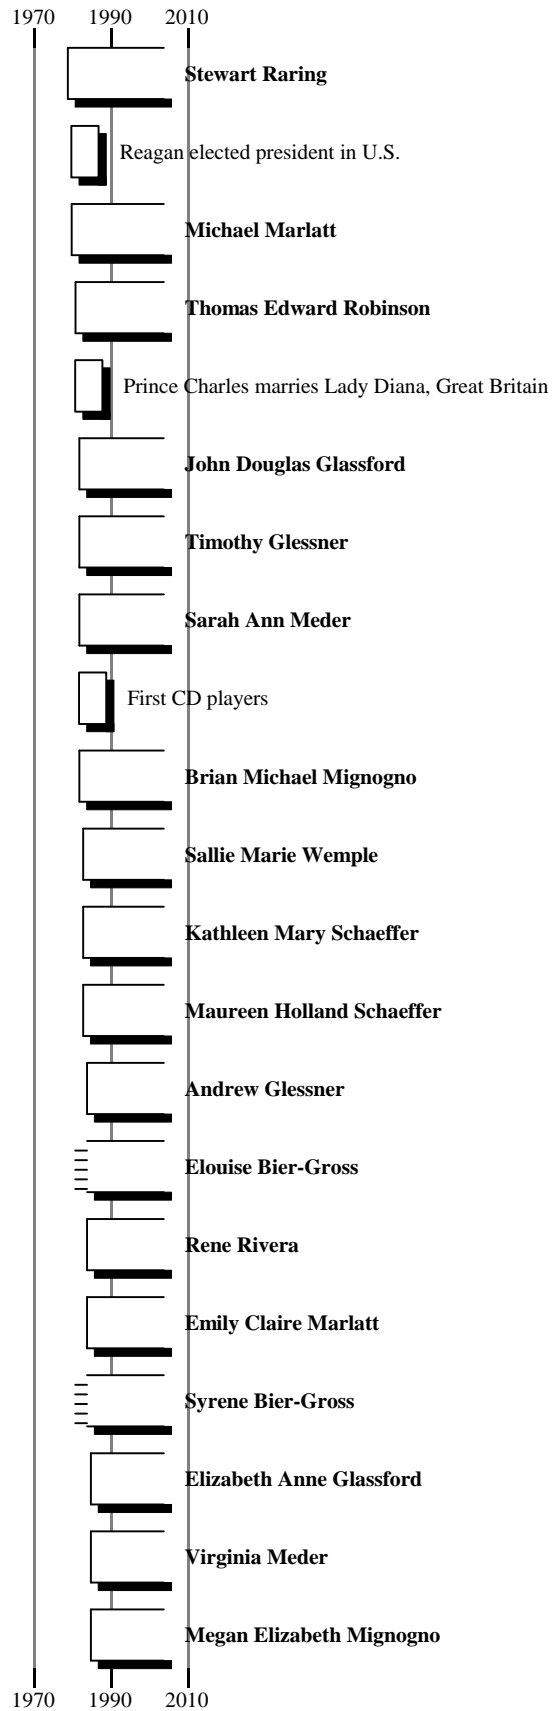 1970 1990 2010
Stewart Raring
Reagan elected president in U.S.
Michael Marlatt
Thomas Edward Robinson
Prince Charles marries Lady Diana, Great Britain
John Douglas Glassford
Timothy Glessner
Sarah Ann Meder
First CD players
Brian Michael Mignogno
Sallie Marie Wemple
Kathleen Mary Schaeffer
Maureen Holland Schaeffer
Andrew Glessner
Elouise Bier-Gross
Rene Rivera
Emily Claire Marlatt
Syrene Bier-Gross
Elizabeth Anne Glassford
Virginia Meder
Megan Elizabeth Mignogno
1970 1990 2010